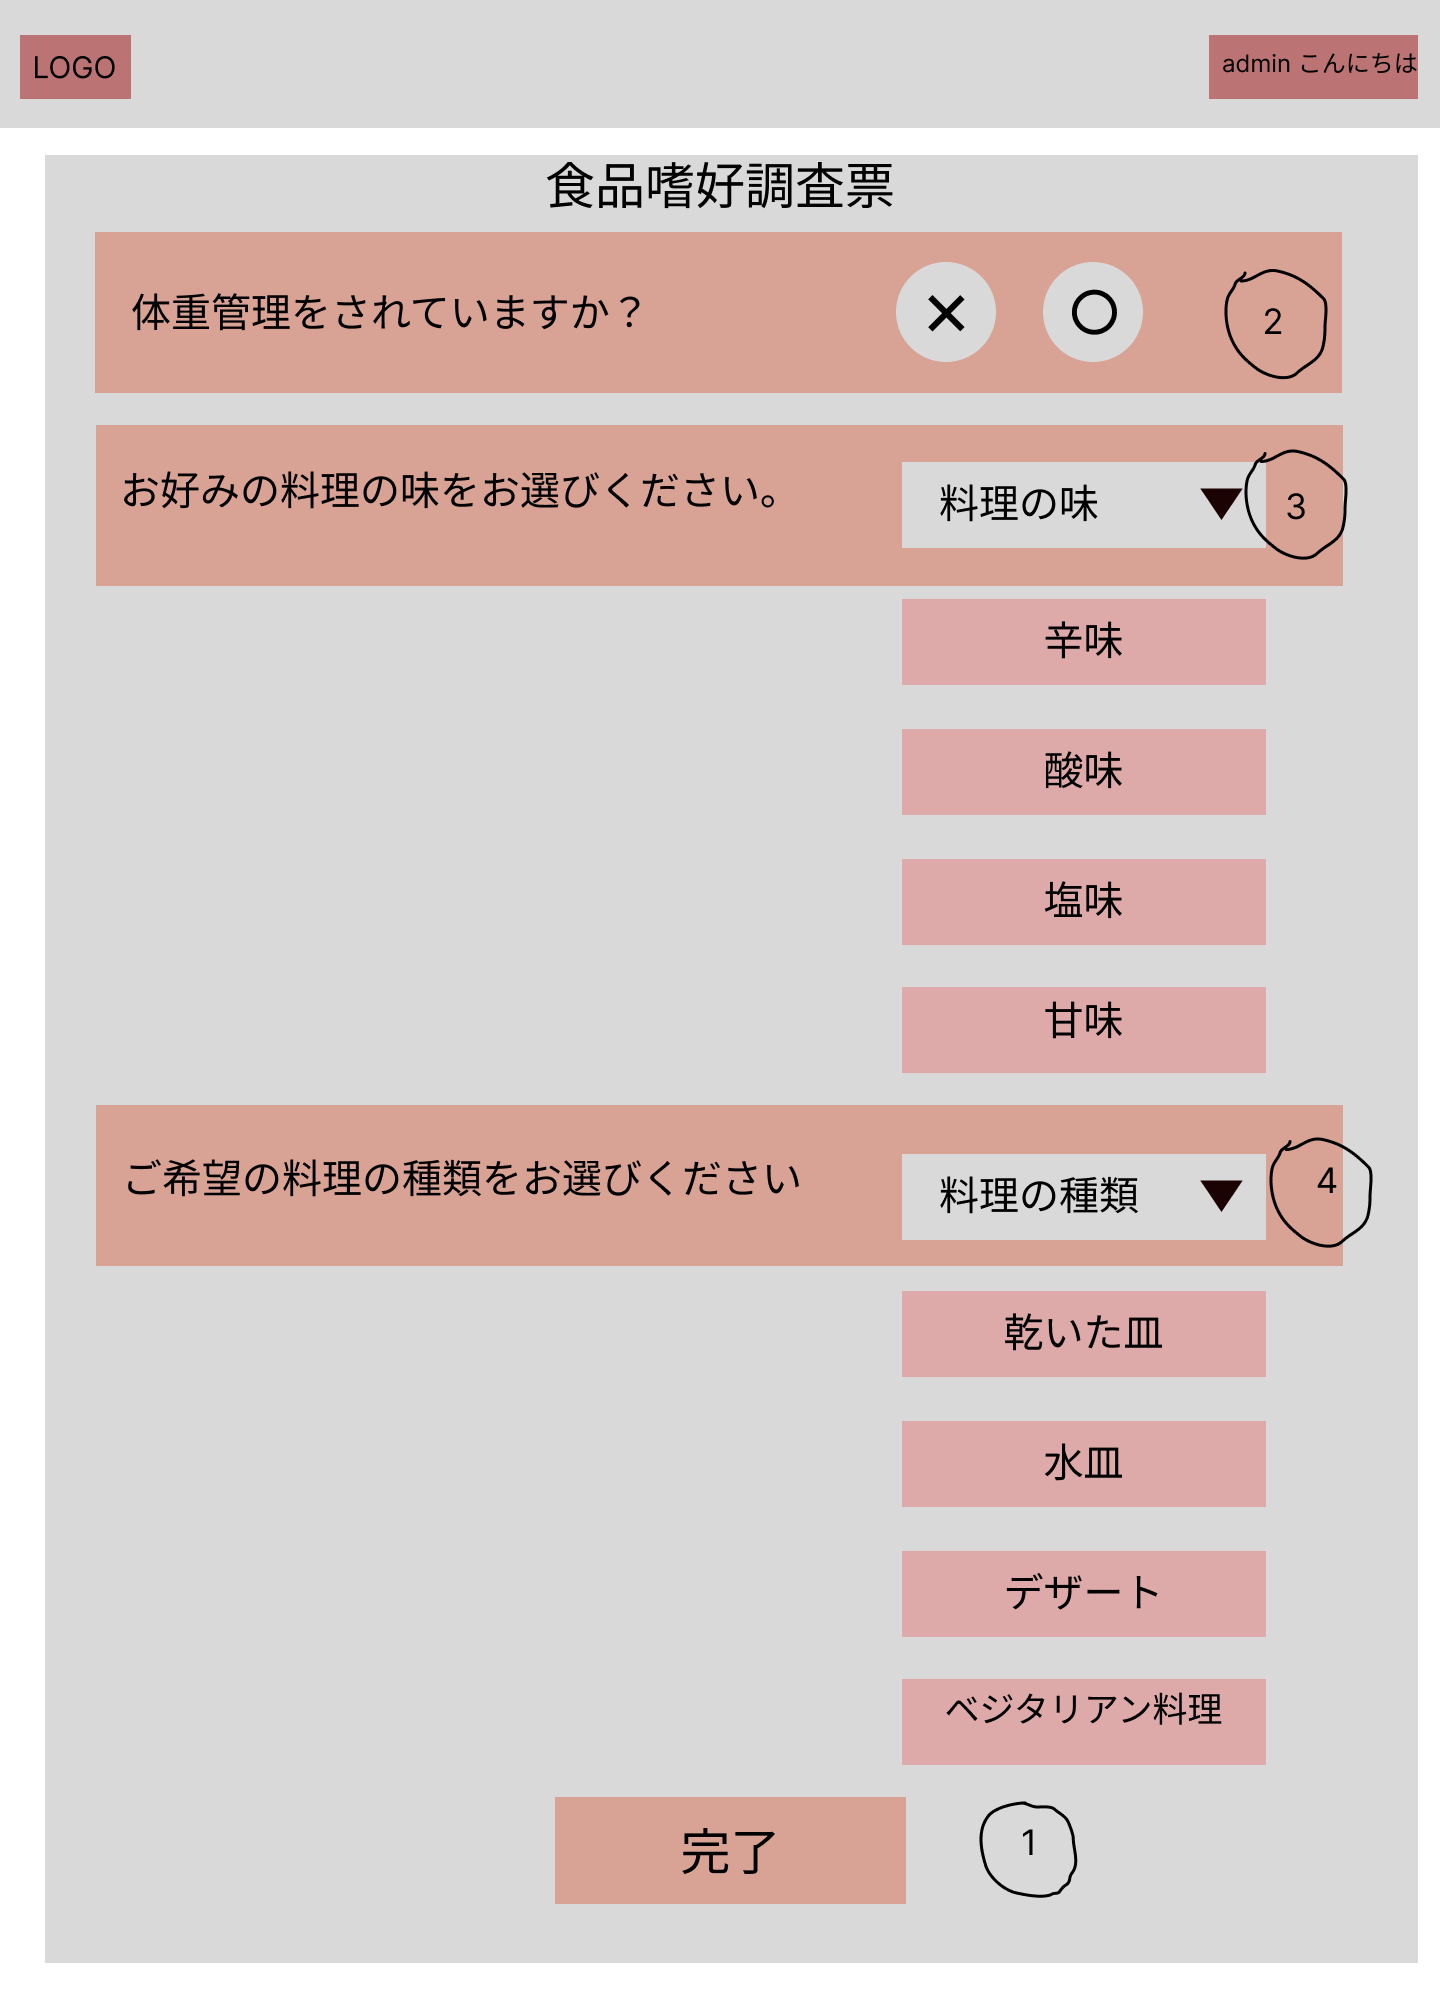 LOGO
admin こんにちは
食品嗜好調査票
体重管理をされていますか？
2
お好みの料理の味をお選びください。
料理の味
3
辛味
酸味
塩味
甘味
ご希望の料理の種類をお選びください
料理の種類
4
乾いた皿
水皿
デザート
ベジタリアン料理
完了
1